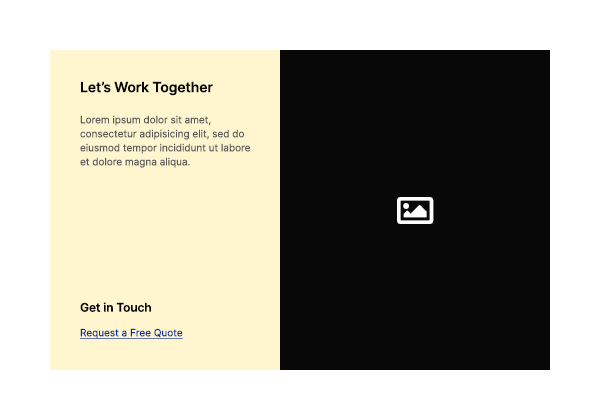 Let’s Work Together
Lorem ipsum dolor sit amet,
consectetur adipisicing elit, sed do
eiusmod tempor incididunt ut labore
et dolore magna aliqua.
Get in Touch
Request a Free Quote